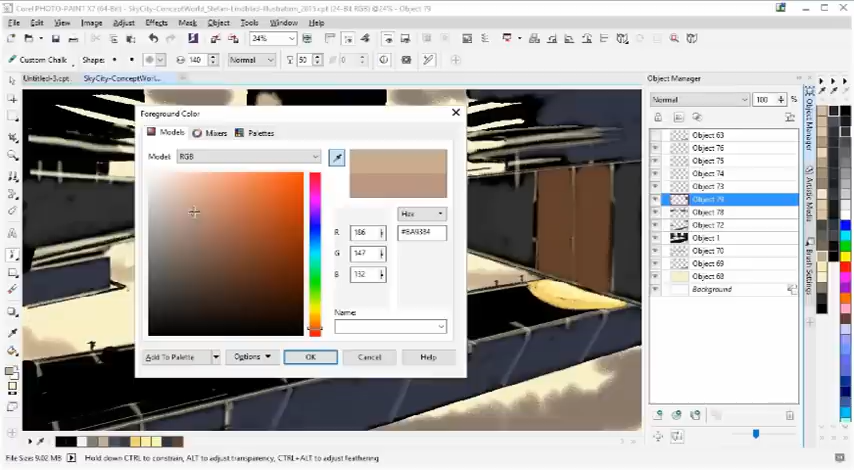 Corel PHOTO-PAINT X7 (64-Bit) - SkyCity-ConceptWorld_Stefan-Lindblad-Illustration_2015.cpt (24-Bit RGB) @24% - Object 79
File Edit View Image Adjust Effects Mask Object Tools Window Help
24%
Custom Chalk Shape: 140 Normal 50 0
Untitled-3.cpt SkyCity-ConceptWorl...
Object Manager
Normal 100 %
Object 63
Object 76
Object 75
Object 74
Object 73
Object 79
Object 78
Object 72
Object 1
Object 70
Object 69
Object 68
Background
Object Manager
Artistic Media
Brush Settings
Foreground Color
Models Mixers Palettes
Model: RGB
Hex
R 186
#BA9384
G 147
B 132
Name:
Add To Palette Options OK Cancel Help
File Size: 9.02 MB Hold down CTRL to constrain, ALT to adjust transparency, CTRL+ALT to adjust feathering